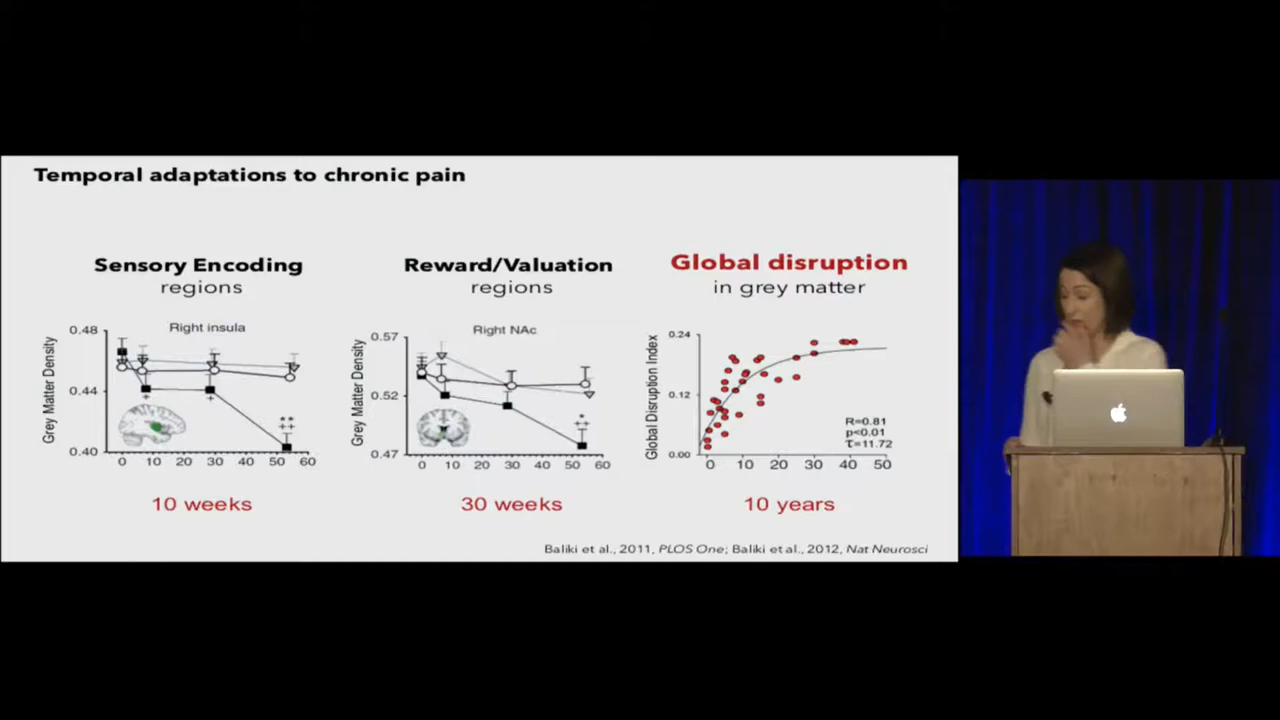 Temporal adaptations to chronic pain
Sensory Encoding
regions
Right insula
0.48
0.44
0.40
Grey Matter Density
+
+
**
++
0 10 20 30 40 50 60
10 weeks
Reward/Valuation
regions
Right NAc
0.57
0.52
0.47
Grey Matter Density
*
++
0 10 20 30 40 50 60
30 weeks
Global disruption
in grey matter
0.24
0.12
0.00
Global Disruption Index
R=0.81
p<0.01
τ=11.72
0 10 20 30 40 50
10 years
Baliki et al., 2011, PLOS One; Baliki et al., 2012, Nat Neurosci